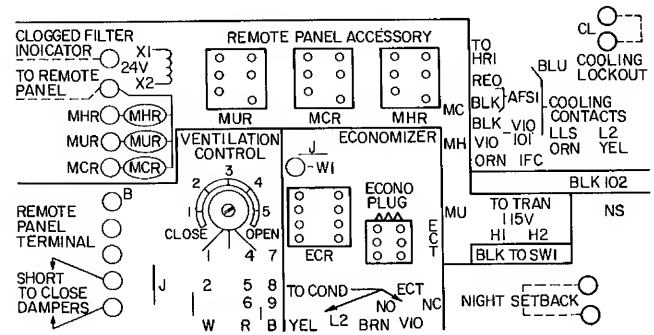 CLOGGED FILTER
INDICATOR
X1
24V
X2
TO REMOTE
PANEL
MHR MHR
MUR MUR
MCR MCR
REMOTE PANEL ACCESSORY
MUR MCR MHR
MC
MH
MU
TO
HR1
REO
BLK
AFSI
BLK VIO
VIO 101
ORN IFC
BLU
CL
COOLING
LOCKOUT
COOLING
CONTACTS
LLS L2
ORN YEL
BLK 102
TO TRAN
115V
H1 H2
BLK TO SW1
NS
NIGHT SETBACK
VENTILATION
CONTROL
1 2 3 4 5
CLOSE OPEN
1 4 7
2 5 8
6 9
W R B
J
ECONOMIZER
J
W1
ECR
ECONO
PLUG
ECT
TO COND ECT
NO NC
YEL L2 BRN VIO
B
REMOTE
PANEL
TERMINAL
SHORT
TO CLOSE
DAMPERS